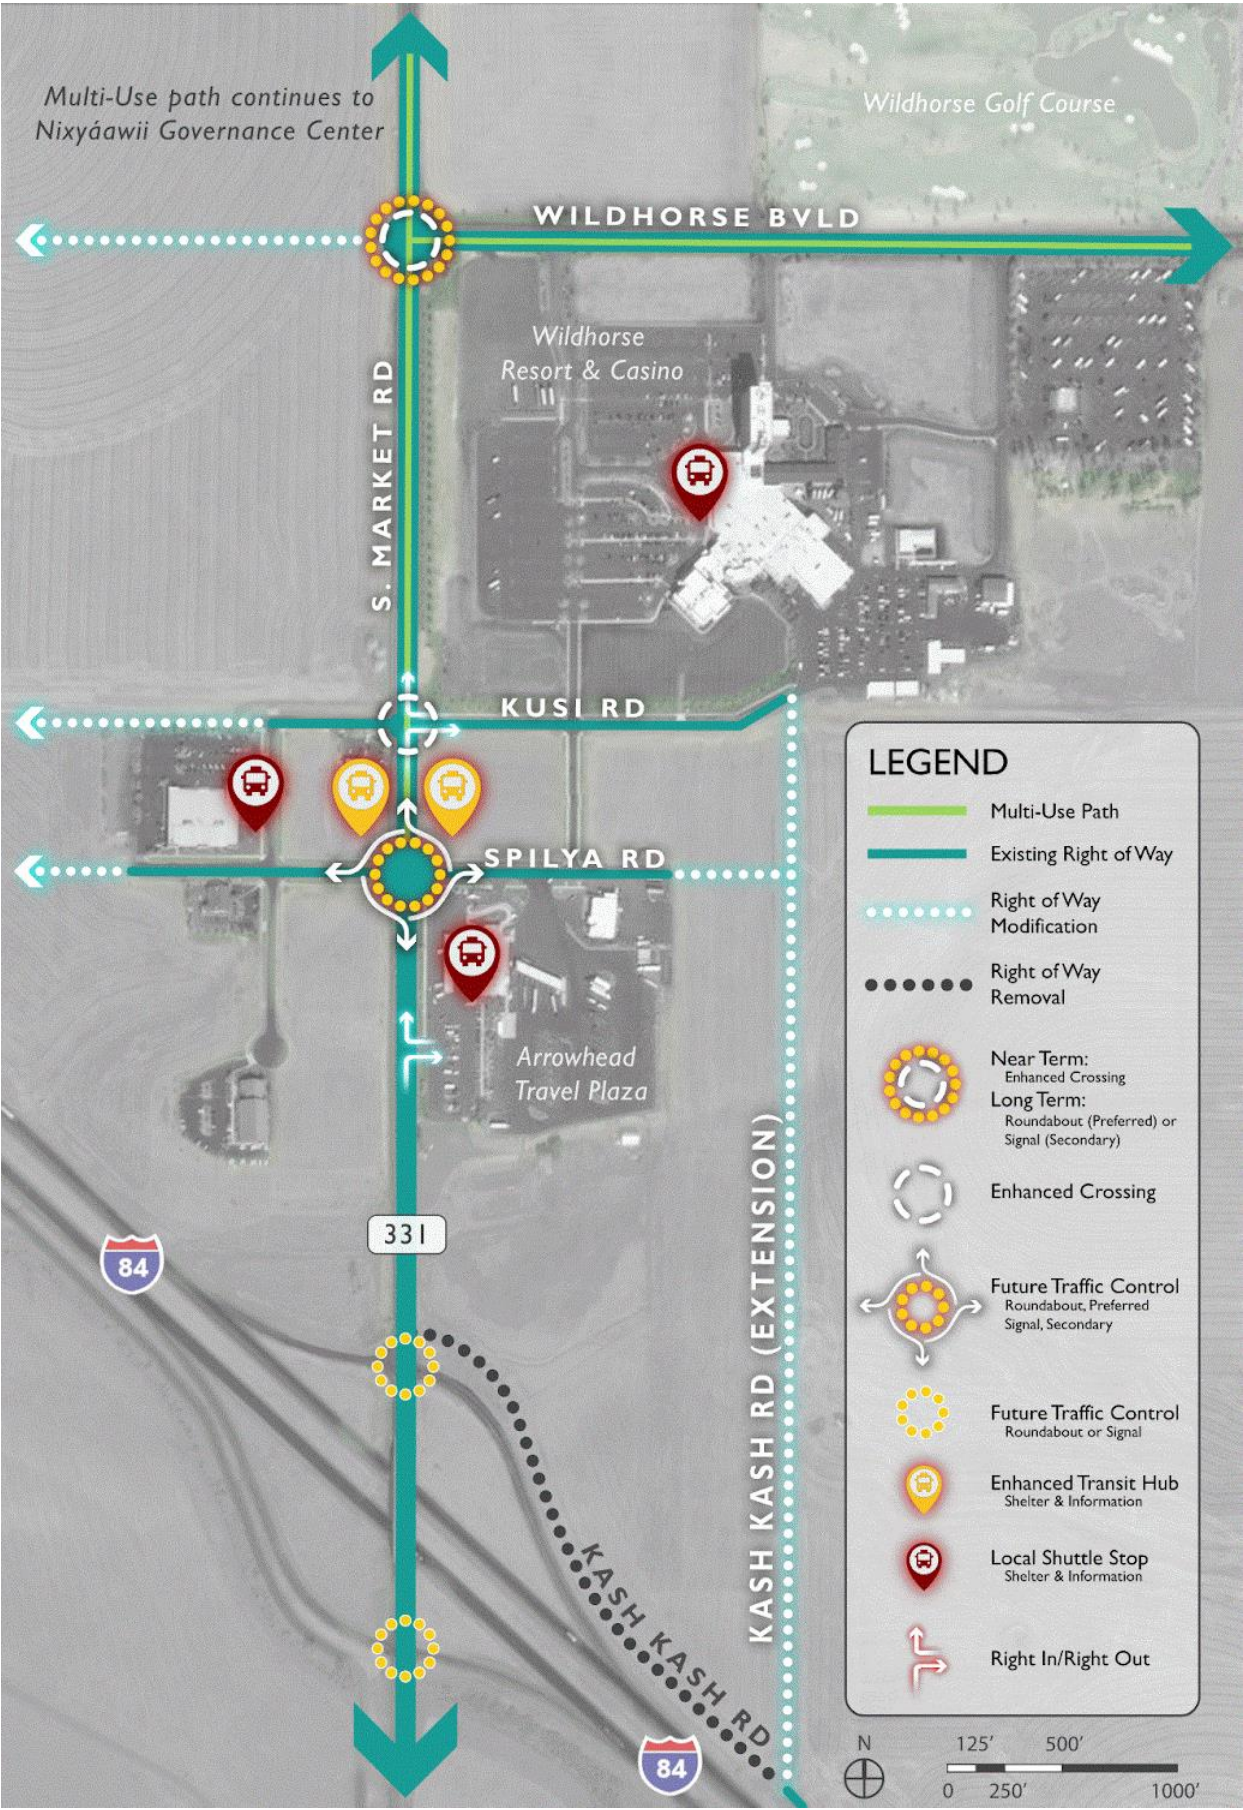 Multi-Use path continues to
Nixyáawii Governance Center
Wildhorse Golf Course
WILDHORSE BVLD
Wildhorse
Resort & Casino
S. MARKET RD
KUSI RD
SPILYA RD
Arrowhead
Travel Plaza
331
84
KASH KASH RD (EXTENSION)
KASH KASH RD
84
LEGEND
Multi-Use Path
Existing Right of Way
Right of Way
Modification
Right of Way
Removal
Near Term:
Enhanced Crossing
Long Term:
Roundabout (Preferred) or
Signal (Secondary)
Enhanced Crossing
Future Traffic Control
Roundabout, Preferred
Signal, Secondary
Future Traffic Control
Roundabout or Signal
Enhanced Transit Hub
Shelter & Information
Local Shuttle Stop
Shelter & Information
Right In/Right Out
N
125' 500'
0 250' 1000'